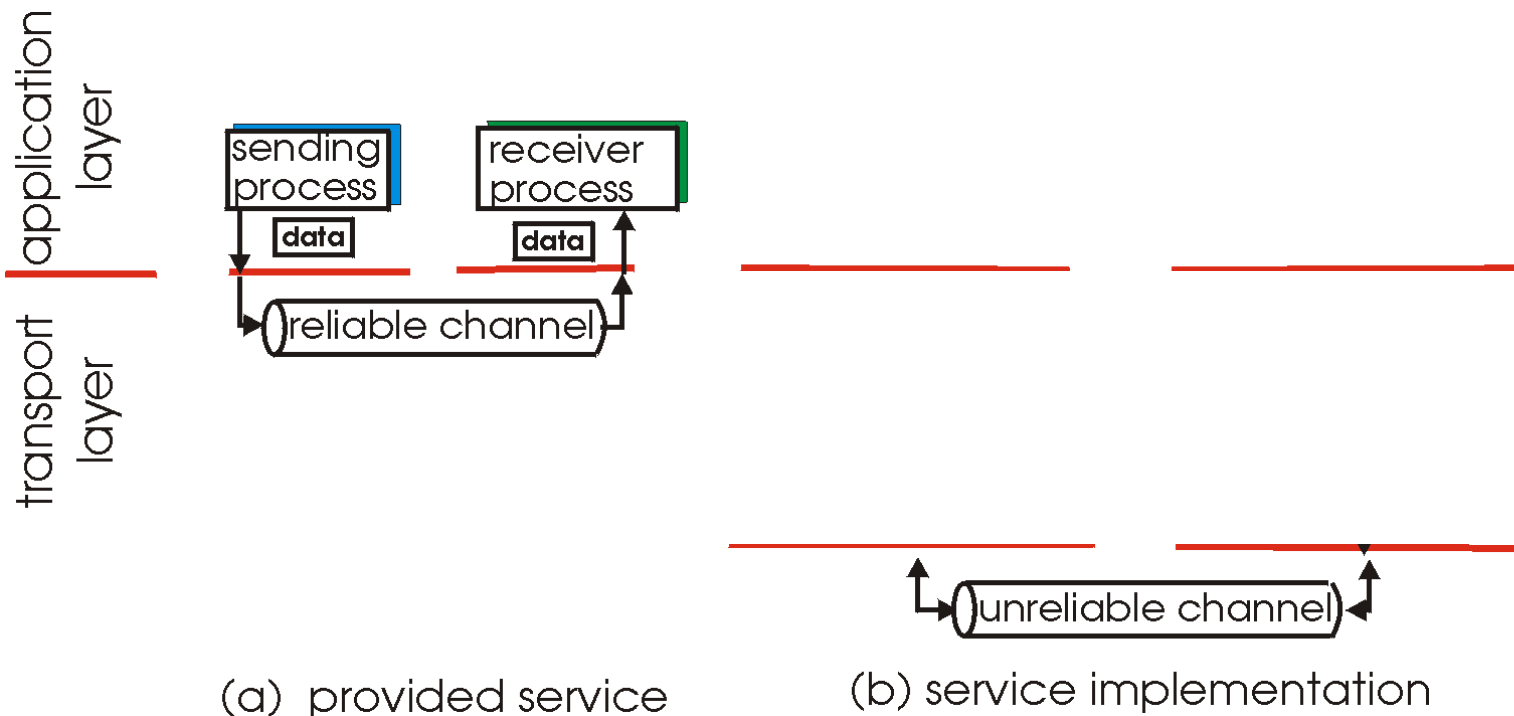 application
layer
transport
layer
sending
process
receiver
process
data
data
reliable channel
unreliable channel
(a) provided service
(b) service implementation